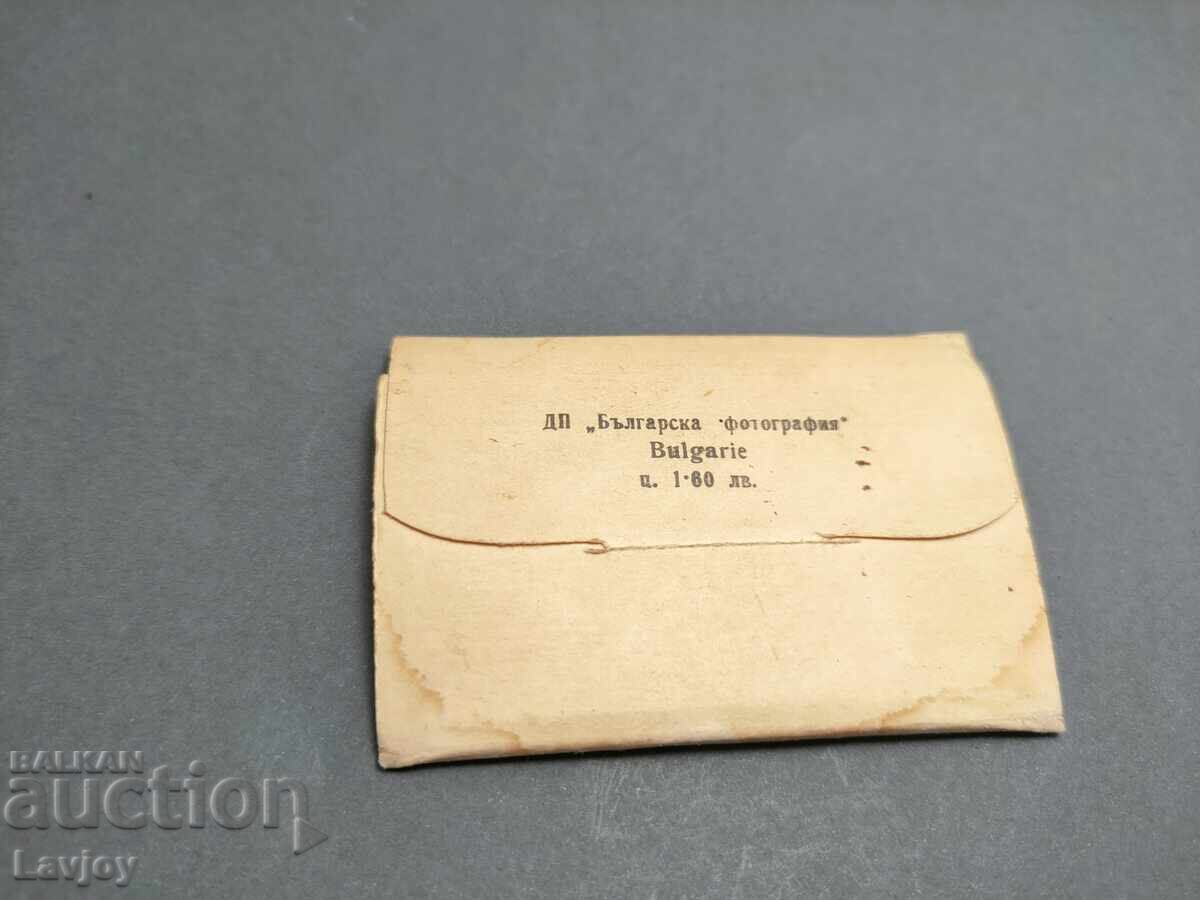 ДП „Българска фотография"
Bulgarie
ц. 1·60 лв.
BALKAN
auction
Lavjoy